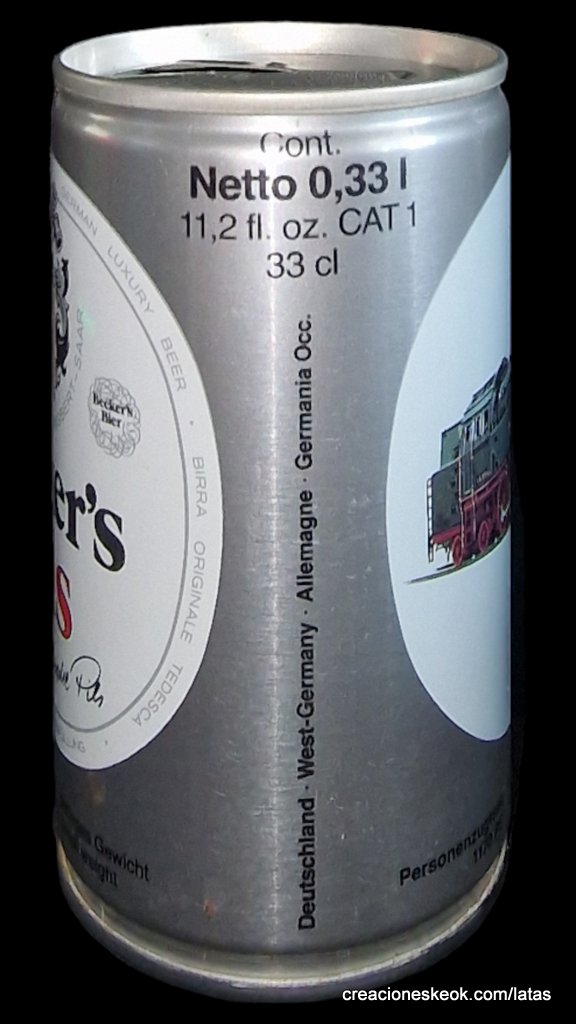 Cont.
Netto 0,33 l
11,2 fl. oz. CAT 1
33 cl
Deutschland · West-Germany · Allemagne · Germania Occ.
GERMAN LUXURY BEER · BIRRA ORIGINALE TEDESCA
Becker's
Bier
er's
s
Gewicht
weight
creacioneskeok.com/latas